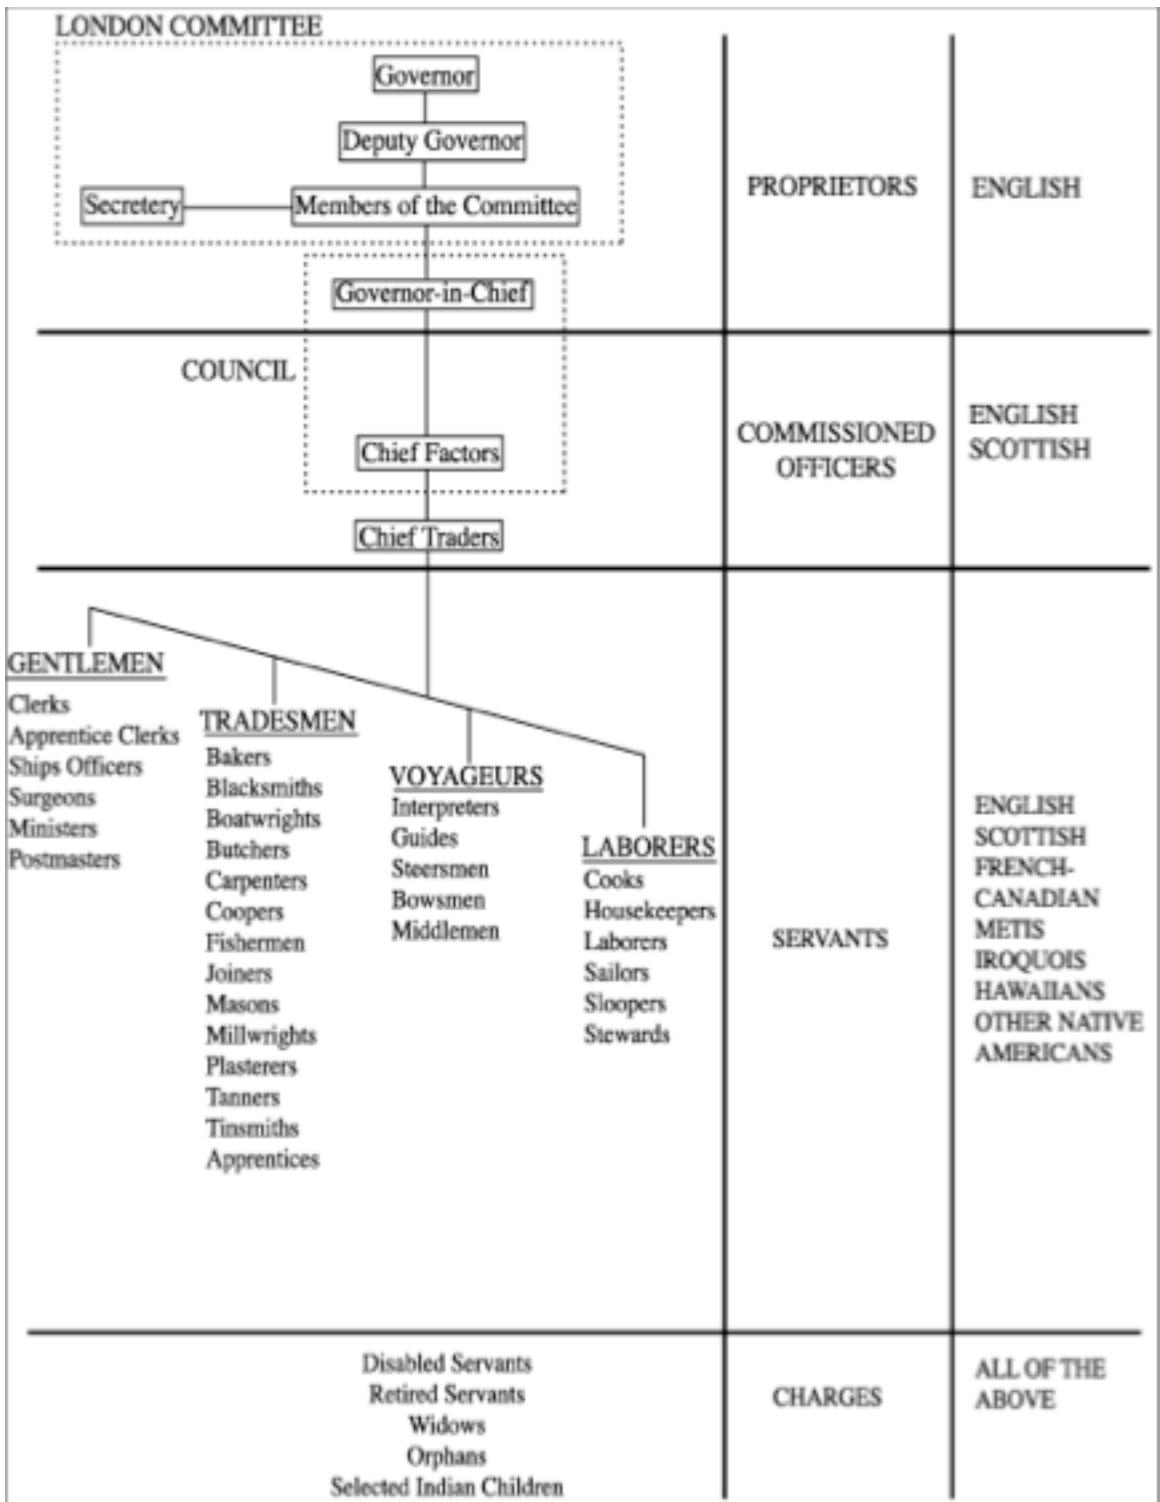 LONDON COMMITTEE
Governor
Deputy Governor
Secretery
Members of the Committee
PROPRIETORS
ENGLISH
Governor-in-Chief
COUNCIL
Chief Factors
Chief Traders
COMMISSIONED
OFFICERS
ENGLISH
SCOTTISH
GENTLEMEN
Clerks
Apprentice Clerks
Ships Officers
Surgeons
Ministers
Postmasters
TRADESMEN
Bakers
Blacksmiths
Boatwrights
Butchers
Carpenters
Coopers
Fishermen
Joiners
Masons
Millwrights
Plasterers
Tanners
Tinsmiths
Apprentices
VOYAGEURS
Interpreters
Guides
Steersmen
Bowsmen
Middlemen
LABORERS
Cooks
Housekeepers
Laborers
Sailors
Sloopers
Stewards
SERVANTS
ENGLISH
SCOTTISH
FRENCH-
CANADIAN
METIS
IROQUOIS
HAWAIIANS
OTHER NATIVE
AMERICANS
Disabled Servants
Retired Servants
Widows
Orphans
Selected Indian Children
CHARGES
ALL OF THE
ABOVE